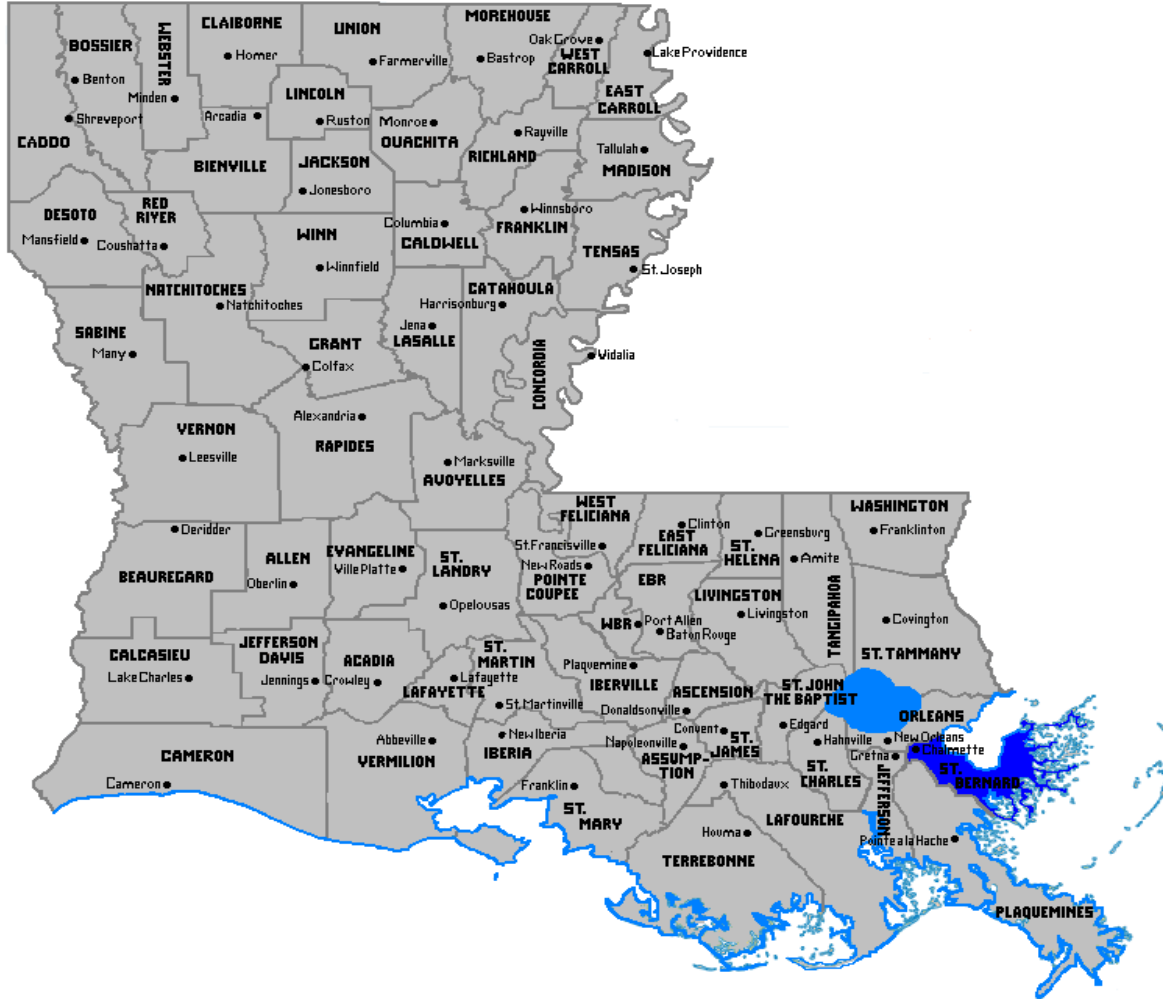 MOREHOUSE
CLAIBORNE
UNION
WEBSTER
BOSSIER
Oak Grove
WEST
CARROLL
Lake Providence
Homer
Farmerville
Bastrop
Benton
EAST
CARROLL
LINCOLN
Minden
Shreveport
Arcadia
Ruston
Monroe
OUACHITA
Rayville
CADDO
RICHLAND
Tallulah
MADISON
BIENVILLE
JACKSON
Jonesboro
RED
RIVER
DESOTO
Winnsboro
FRANKLIN
Columbia
CALDWELL
Mansfield
Coushatta
WINN
TENSAS
Winnfield
St. Joseph
NATCHITOCHES
Natchitoches
CATAHOULA
Harrisonburg
SABINE
Many
GRANT
Colfax
Jena
LASALLE
CONCORDIA
Vidalia
Alexandria
RAPIDES
VERNON
Leesville
Marksville
AVOYELLES
WEST
FELICIANA
WASHINGTON
Franklinton
Deridder
Clinton
EAST
FELICIANA
Greensburg
ST.
HELENA
St. Francisville
ALLEN
EVANGELINE
Ville Platte
ST.
LANDRY
New Roads
POINTE
COUPEE
Amite
BEAUREGARD
Oberlin
EBR
LIVINGSTON
Livingston
TANGIPAHOA
Opelousas
WBR
Port Allen
Baton Rouge
Covington
ST. TAMMANY
CALCASIEU
Lake Charles
JEFFERSON
DAVIS
Jennings
ACADIA
Crowley
ST.
MARTIN
Lafayette
LAFAYETTE
Plaquemine
IBERVILLE
ASCENSION
Donaldsonville
ST. JOHN
THE BAPTIST
St. Martinville
ORLEANS
Edgard
Convent
ST.
JAMES
Hahnville
New Orleans
Chalmette
Gretna
CAMERON
Cameron
Abbeville
VERMILION
New Iberia
IBERIA
Napoleonville
ASSUMP-
TION
ST.
CHARLES
JEFFERSON
ST.
BERNARD
Franklin
ST.
MARY
Thibodaux
LAFOURCHE
Houma
TERREBONNE
Pointe a la Hache
PLAQUEMINES